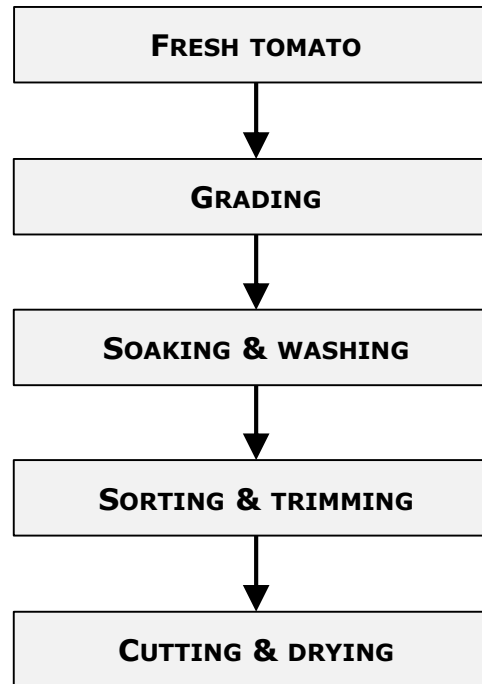 FRESH TOMATO
GRADING
SOAKING & WASHING
SORTING & TRIMMING
CUTTING & DRYING